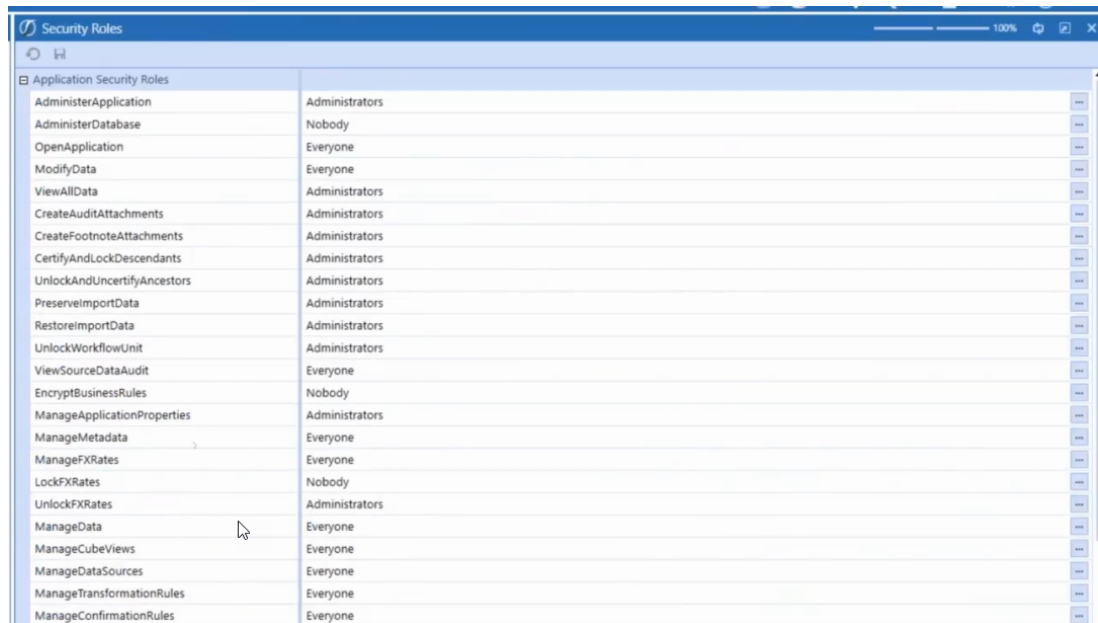 Security Roles 100%
Application Security Roles
AdministerApplication Administrators
AdministerDatabase Nobody
OpenApplication Everyone
ModifyData Everyone
ViewAllData Administrators
CreateAuditAttachments Administrators
CreateFootnoteAttachments Administrators
CertifyAndLockDescendants Administrators
UnlockAndUncertifyAncestors Administrators
PreserveImportData Administrators
RestoreImportData Administrators
UnlockWorkflowUnit Administrators
ViewSourceDataAudit Everyone
EncryptBusinessRules Nobody
ManageApplicationProperties Administrators
ManageMetadata Everyone
ManageFXRates Everyone
LockFXRates Nobody
UnlockFXRates Administrators
ManageData Everyone
ManageCubeViews Everyone
ManageDataSources Everyone
ManageTransformationRules Everyone
ManageConfirmationRules Everyone